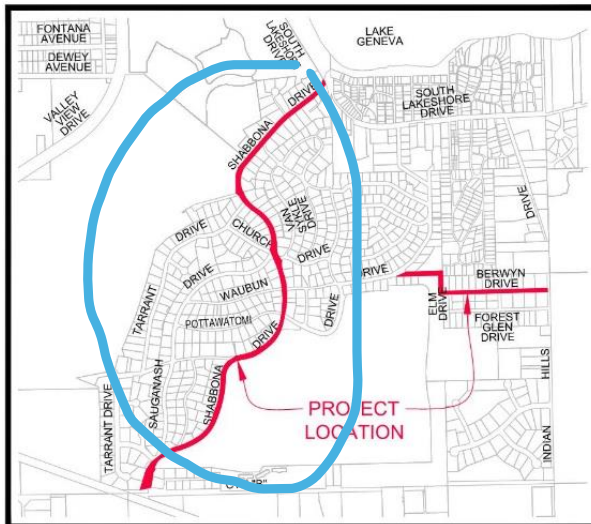 FONTANA
AVENUE
DEWEY
AVENUE
VALLEY
VIEW
DRIVE
SOUTH
LAKESHORE
DRIVE
LAKE
GENEVA
SOUTH
LAKESHORE
DRIVE
SHABBONA
DRIVE
DRIVE
VAN
SYKLE
DRIVE
CHURCH
DRIVE
TARRANT
DRIVE
DRIVE
WAUBUN
DRIVE
POTTAWATOMI
DRIVE
DRIVE
ELM
DRIVE
BERWYN
DRIVE
FOREST
GLEN
DRIVE
SAUGANASH
SHABBONA
TARRANT DRIVE
PROJECT
LOCATION
INDIAN
HILLS